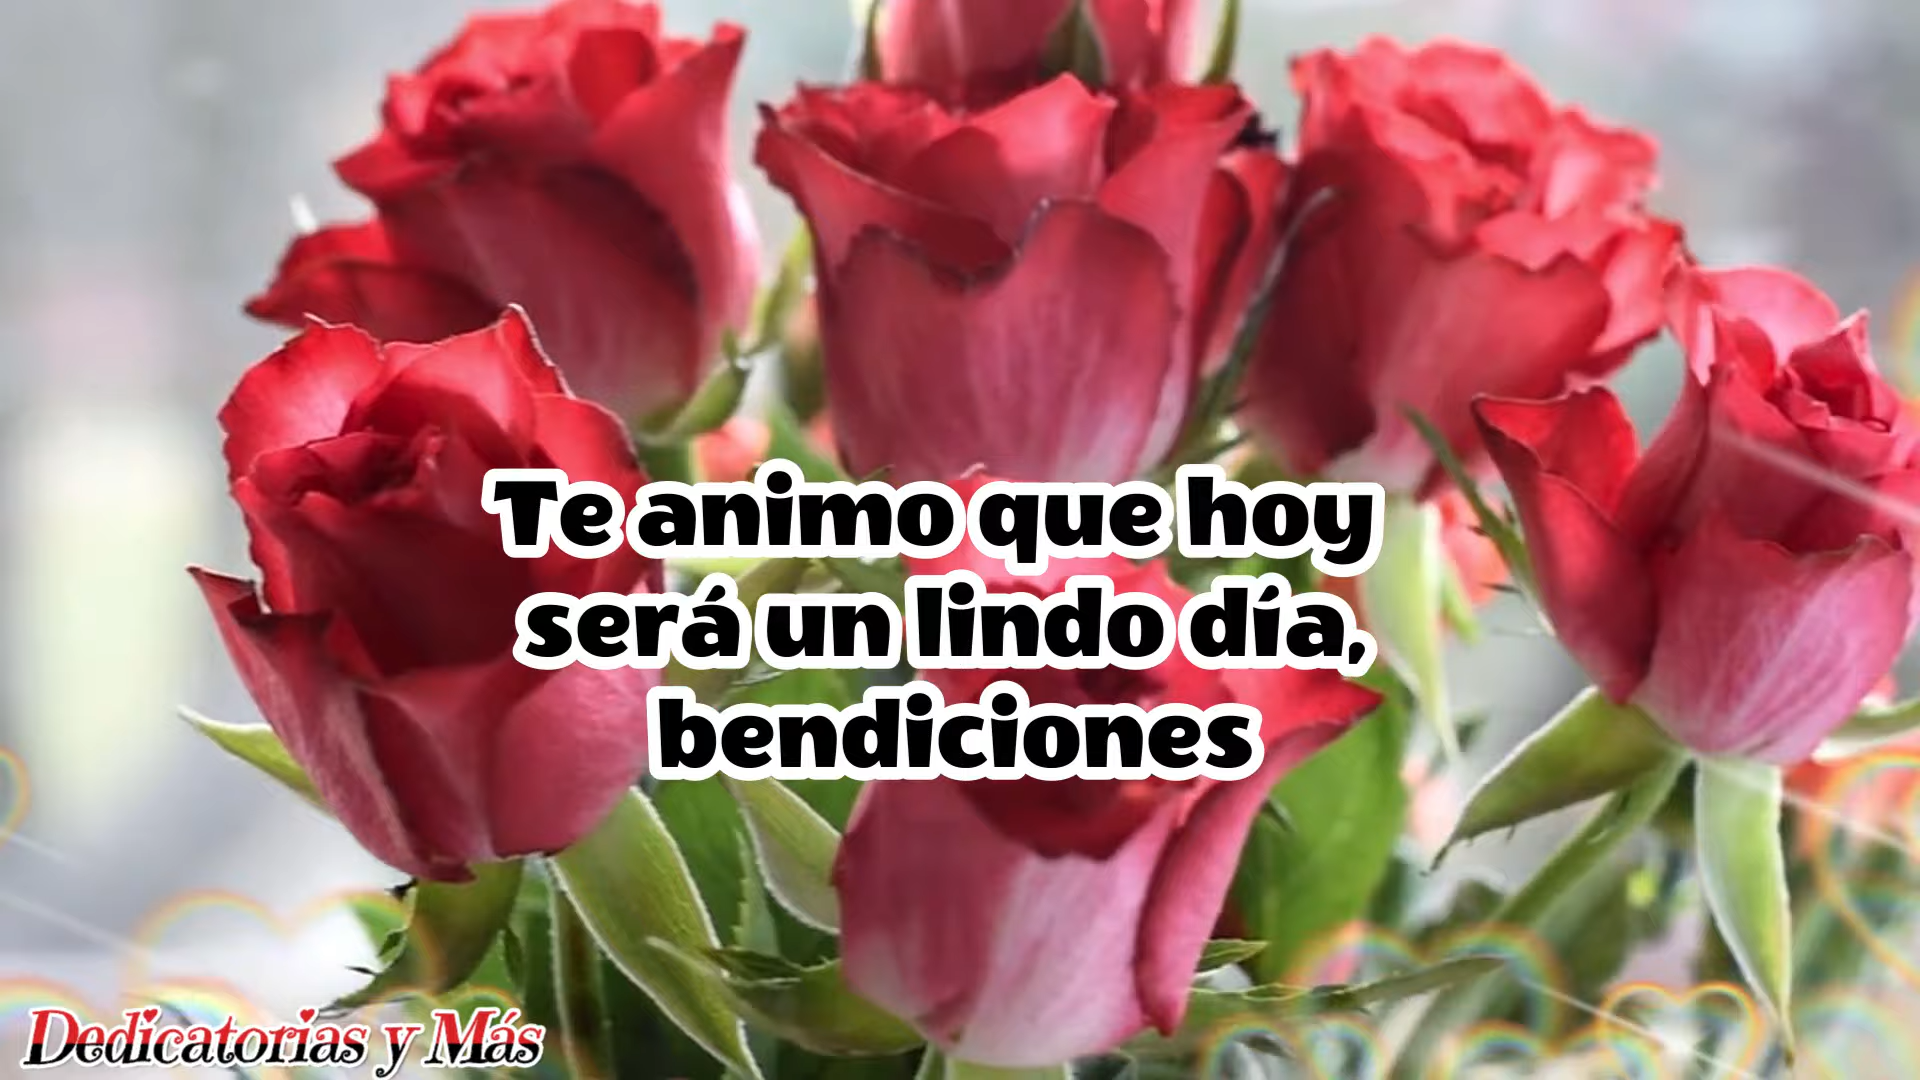 Te animo que hoy
será un lindo día,
bendiciones
Dedicatorias y Más